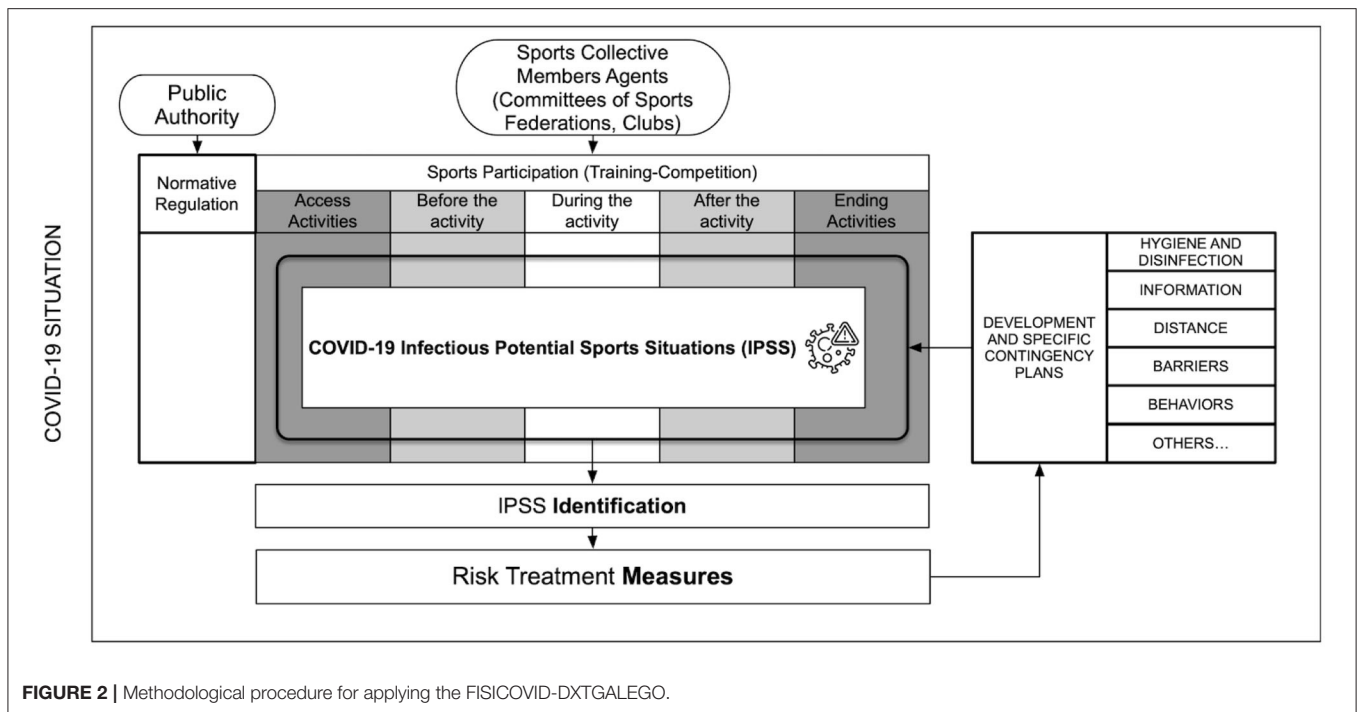 COVID-19 SITUATION
Public
Authority
Sports Collective
Members Agents
(Committees of Sports
Federations, Clubs)
Normative
Regulation
Sports Participation (Training-Competition)
Access
Activities
Before the
activity
During the
activity
After the
activity
Ending
Activities
COVID-19 Infectious Potential Sports Situations (IPSS)
IPSS Identification
Risk Treatment Measures
DEVELOPMENT
AND SPECIFIC
CONTINGENCY
PLANS
HYGIENE AND
DISINFECTION
INFORMATION
DISTANCE
BARRIERS
BEHAVIORS
OTHERS...
FIGURE 2 | Methodological procedure for applying the FISICOVID-DXTGALEGO.